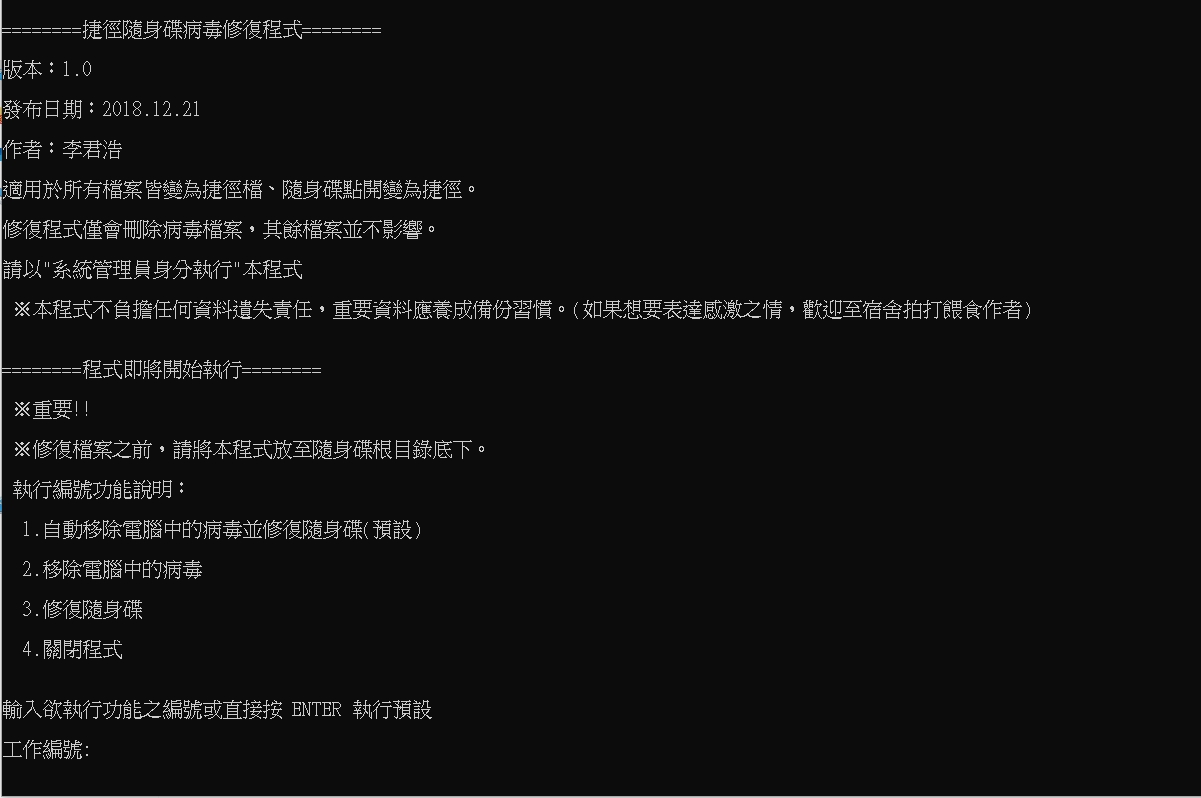 ========捷徑隨身碟病毒修復程式========
版本：1.0
發布日期：2018.12.21
作者：李君浩
適用於所有檔案皆變為捷徑檔、隨身碟點開變為捷徑。
修復程式僅會刪除病毒檔案，其餘檔案並不影響。
請以"系統管理員身分執行"本程式
※本程式不負擔任何資料遺失責任，重要資料應養成備份習慣。(如果想要表達感激之情，歡迎至宿舍拍打餵食作者)
========程式即將開始執行========
※重要!!
※修復檔案之前，請將本程式放至隨身碟根目錄底下。
執行編號功能說明：
1.自動移除電腦中的病毒並修復隨身碟(預設)
2.移除電腦中的病毒
3.修復隨身碟
4.關閉程式
輸入欲執行功能之編號或直接按 ENTER 執行預設
工作編號: